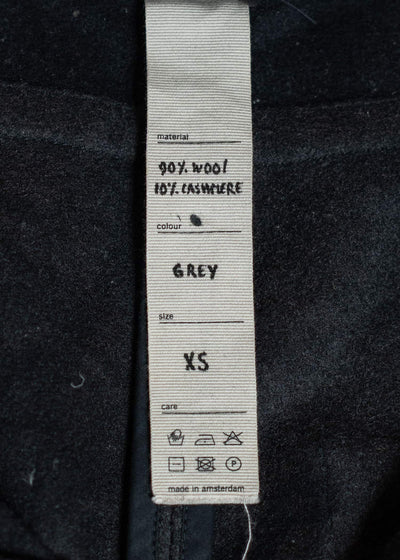 material
90% WOOl
10% CASHMERE
colour
GREY
size
XS
care
P
made in amsterdam